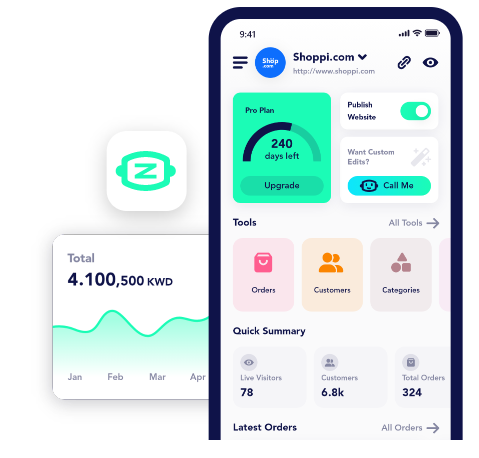 9:41
Shöp
.com
Shoppi.com
http://www.shoppi.com
Pro Plan
240
days left
Upgrade
Publish
Website
Want Custom
Edits?
Call Me
Tools
All Tools
Orders
Customers
Categories
Quick Summary
Live Visitors
78
Customers
6.8k
Total Orders
324
Latest Orders
All Orders
Total
4.100,500 KWD
Jan Feb Mar Apr